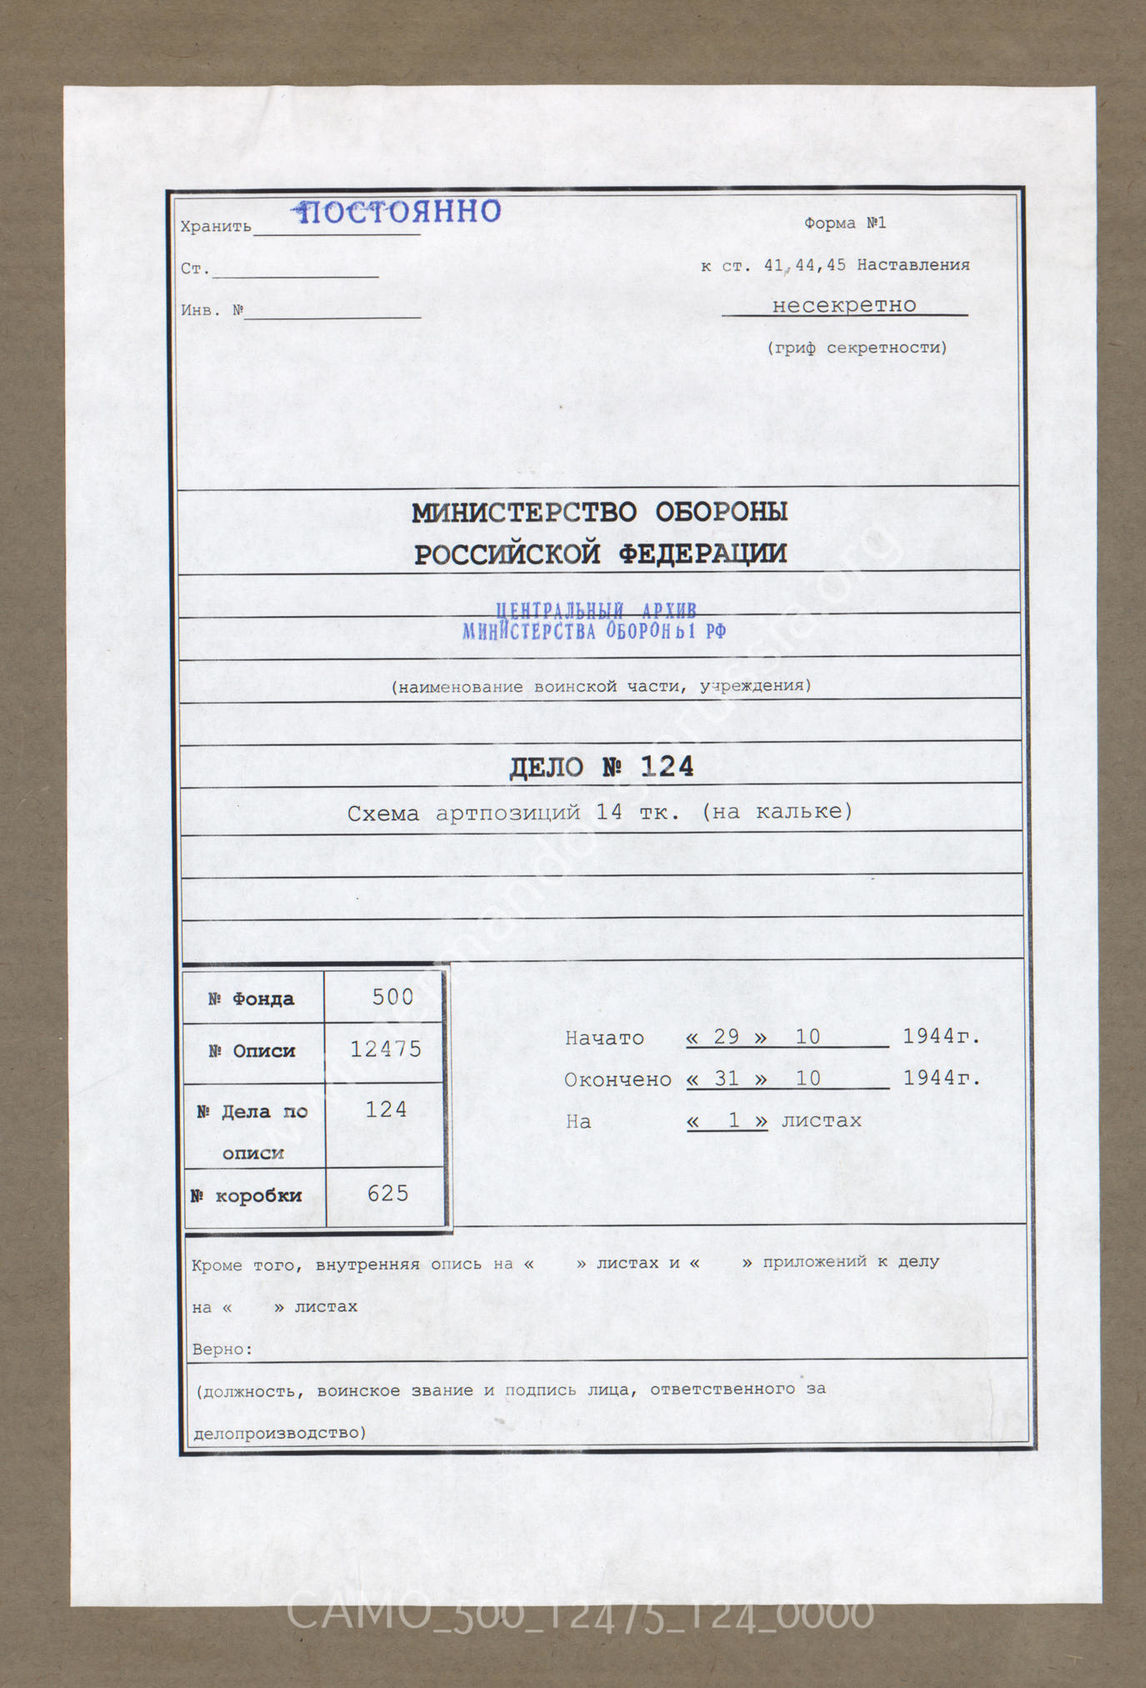 Хранить ПОСТОЯННО
Форма №1
Ст.
к ст. 41,44,45 Наставления
Инв. №
несекретно
(гриф секретности)
МИНИСТЕРСТВО ОБОРОНЫ
РОССИЙСКОЙ ФЕДЕРАЦИИ
ЦЕНТРАЛЬНЫЙ АРХИВ
МИНИСТЕРСТВА ОБОРОНЫ РФ
(наименование воинской части, учреждения)
ДЕЛО № 124
Схема артпозиций 14 тк. (на кальке)
№ Фонда 500
№ Описи 12475
№ Дела по описи 124
№ коробки 625
Начато « 29 » 10 1944г.
Окончено « 31 » 10 1944г.
На « 1 » листах
Кроме того, внутренняя опись на « » листах и « » приложений к делу
на « » листах
Верно:
(должность, воинское звание и подпись лица, ответственного за
делопроизводство)
CAMO_500_12475_124_0000